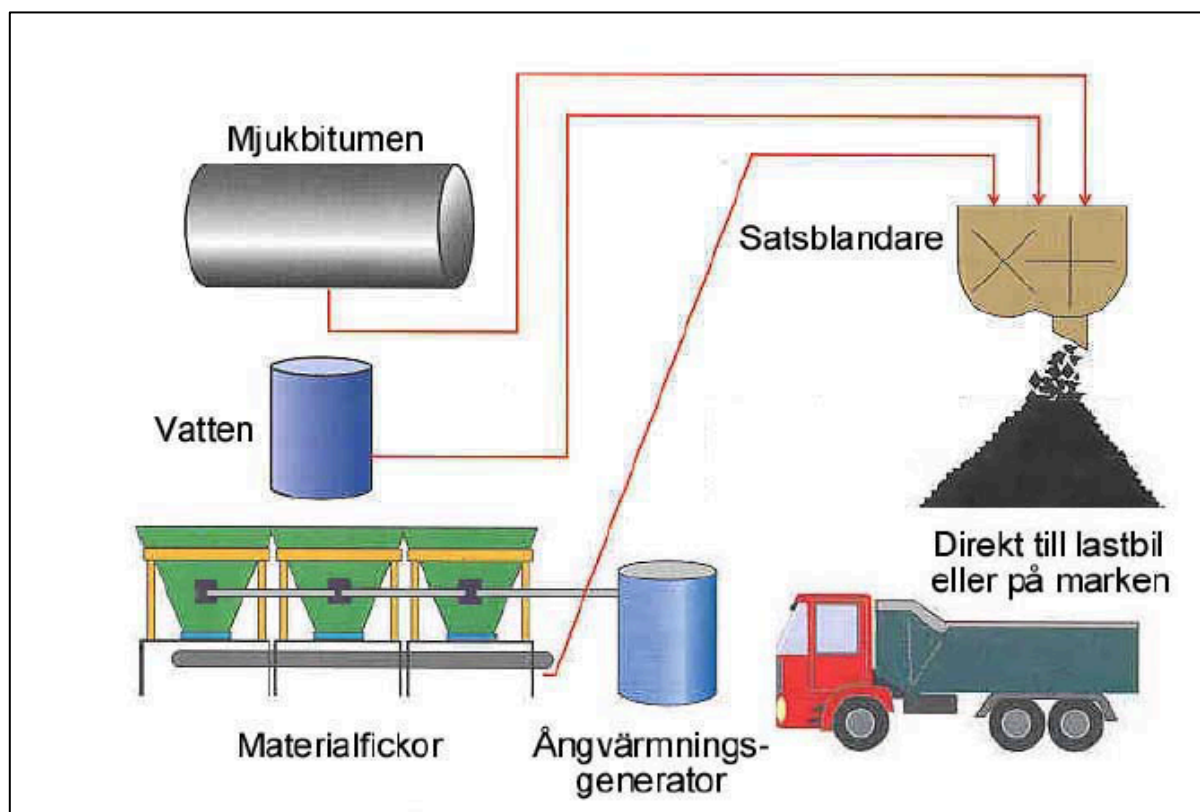 Mjukbitumen
Satsblandare
Vatten
Direkt till lastbil
eller på marken
Materialfickor
Ångvärmnings-
generator